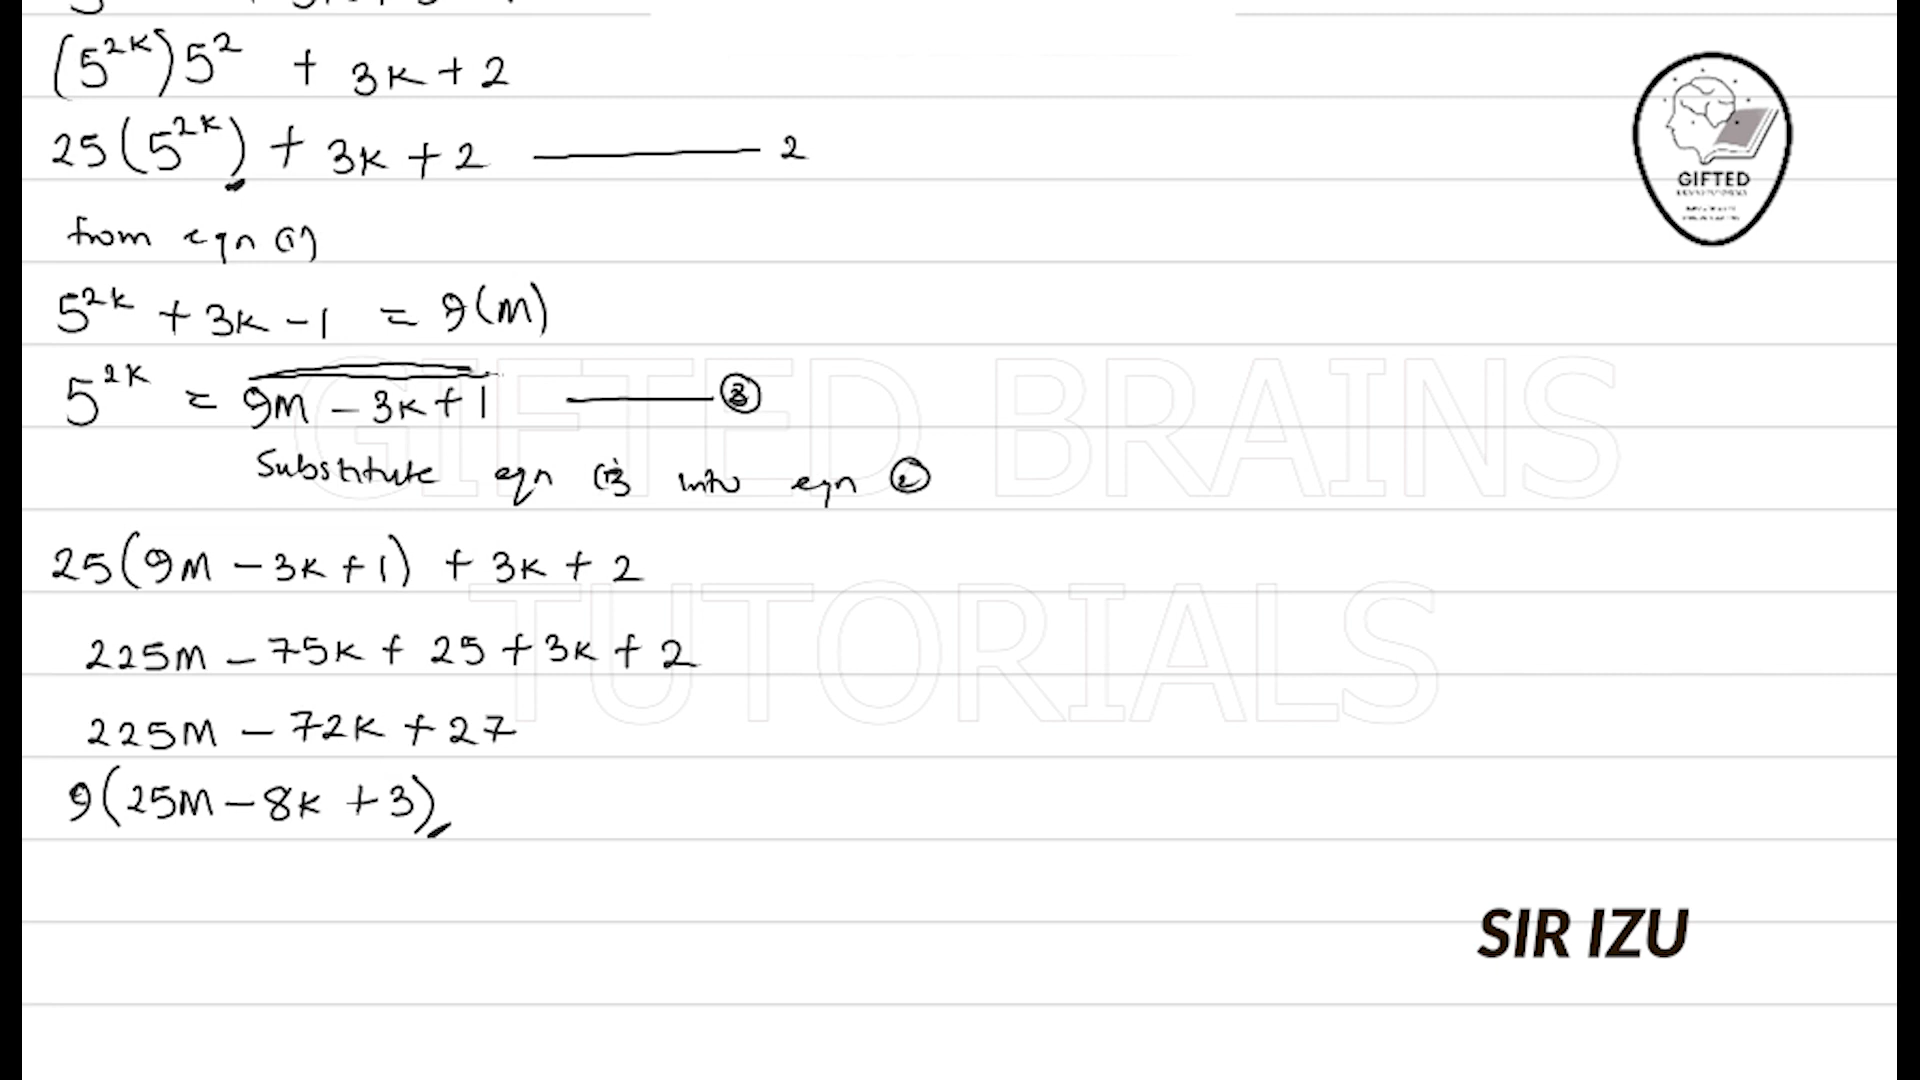 (5^2k)5^2 + 3k + 2
25(5^2k) + 3k + 2 ——— 2
from eqn (i)
5^2k + 3k - 1 = 9(M)
5^2k = 9M - 3k + 1 ——— 3
Substitute eqn into eqn 2
25(9M - 3k + 1) + 3k + 2
225M - 75k + 25 + 3k + 2
225M - 72k + 27
9(25M - 8k + 3)
GIFTED BRAINS
TUTORIALS
GIFTED
SIR IZU